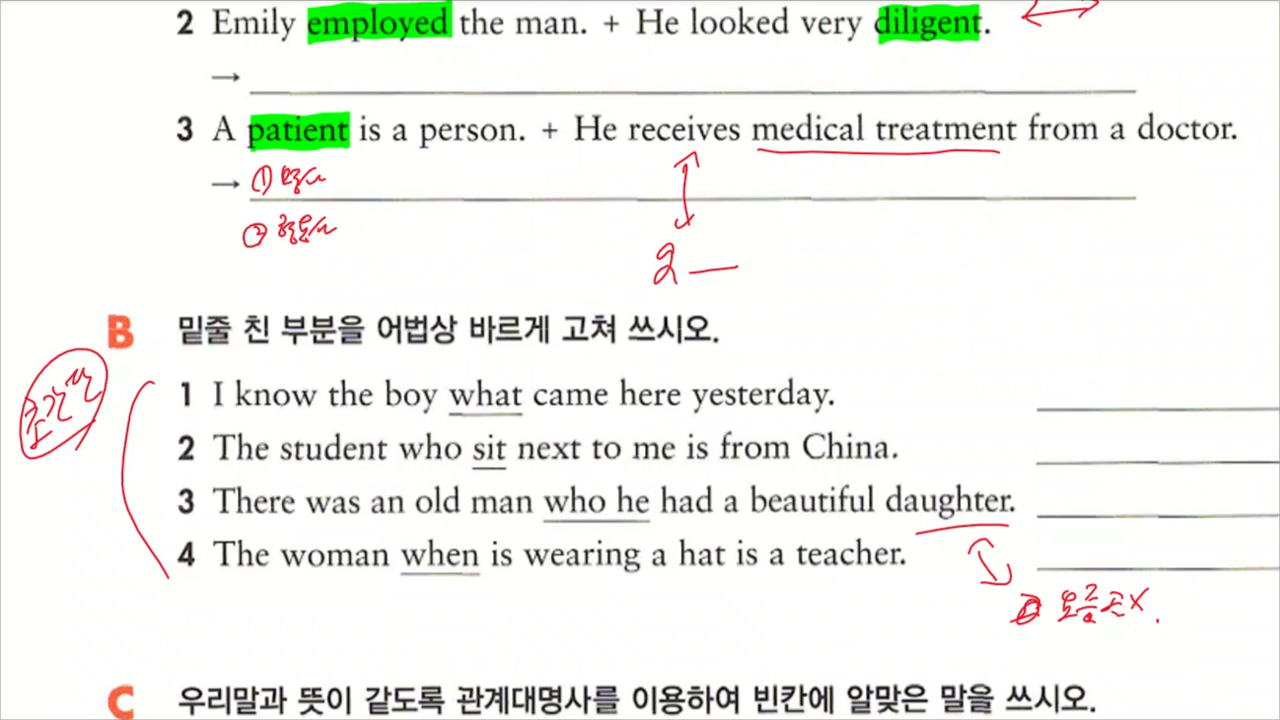 2 Emily employed the man. + He looked very diligent.
→
3 A patient is a person. + He receives medical treatment from a doctor.
→ ① 명사
② 형용사
B 밑줄 친 부분을 어법상 바르게 고쳐 쓰시오.
1 I know the boy what came here yesterday.
2 The student who sit next to me is from China.
3 There was an old man who he had a beautiful daughter.
4 The woman when is wearing a hat is a teacher.
C 우리말과 뜻이 같도록 관계대명사를 이용하여 빈칸에 알맞은 말을 쓰시오.